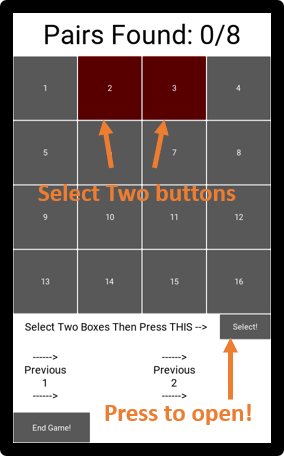 Pairs Found: 0/8
1 2 3 4
5 7 8
Select Two buttons
9 10 11 12
13 14 15 16
Select Two Boxes Then Press THIS --> Select!
------> ------>
Previous Previous
1 2
------> ------>
Press to open!
End Game!